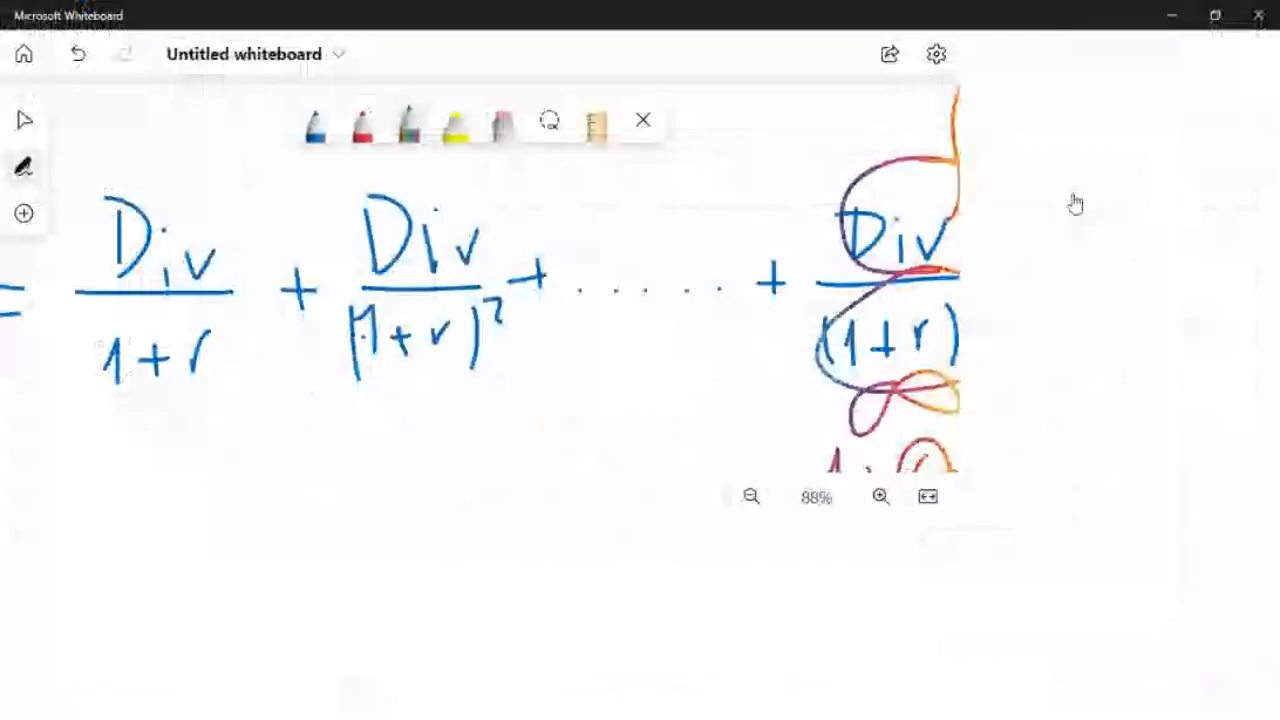 Microsoft Whiteboard
Untitled whiteboard
= Div + Div + ..... + Div
1+r (1+r)² (1+r)
88%